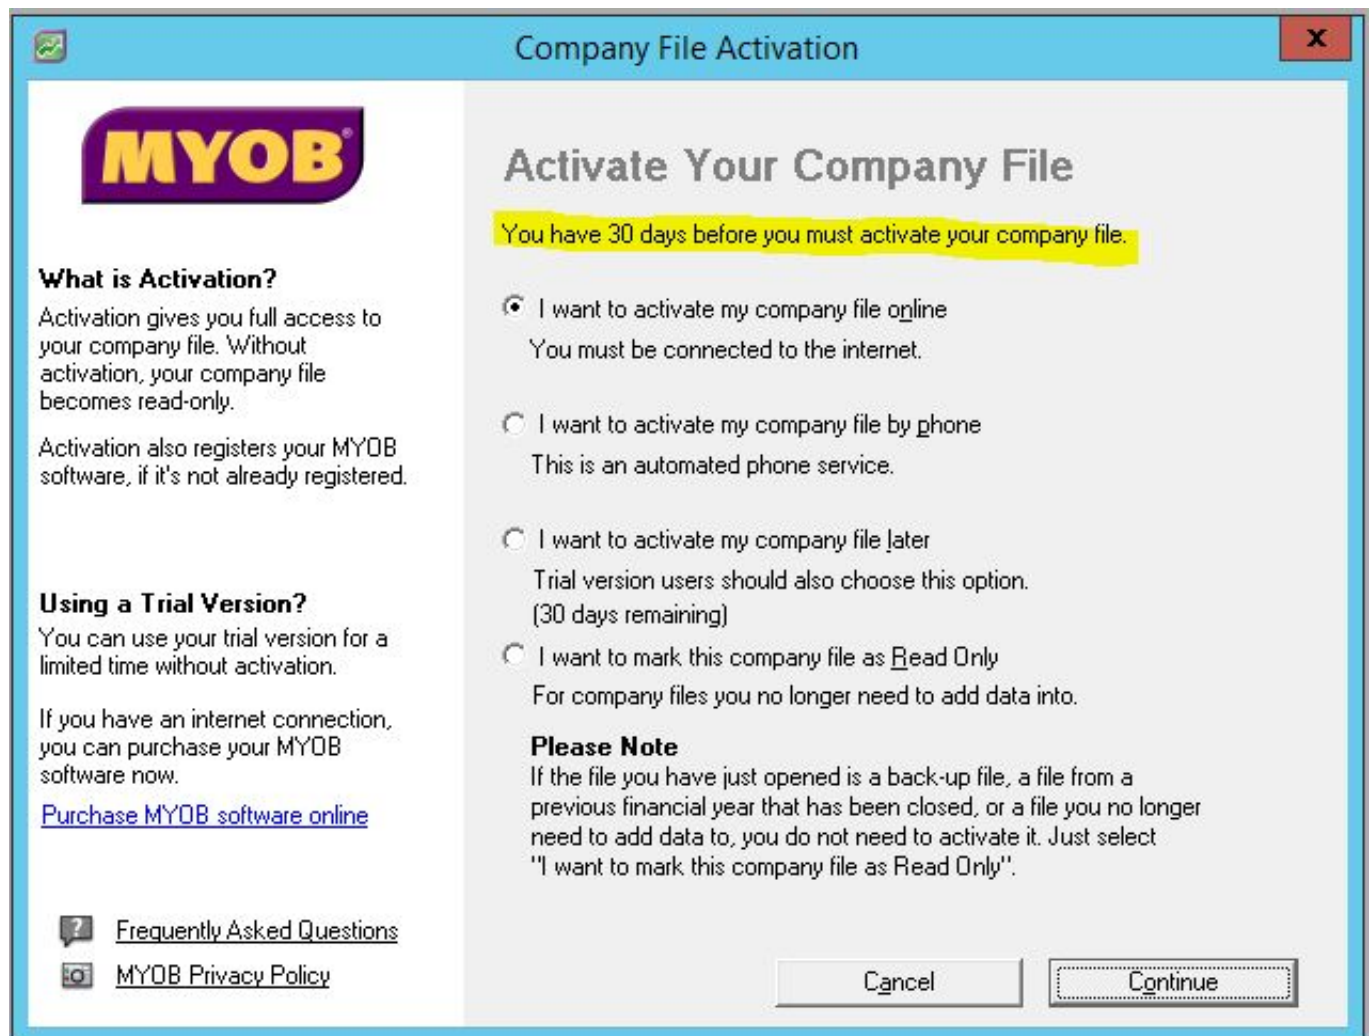 Company File Activation
x
MYOB®
What is Activation?
Activation gives you full access to
your company file. Without
activation, your company file
becomes read-only.
Activation also registers your MYOB
software, if it's not already registered.
Using a Trial Version?
You can use your trial version for a
limited time without activation.
If you have an internet connection,
you can purchase your MYOB
software now.
Purchase MYOB software online
? Frequently Asked Questions
MYOB Privacy Policy
Activate Your Company File
You have 30 days before you must activate your company file.
I want to activate my company file online
You must be connected to the internet.
I want to activate my company file by phone
This is an automated phone service.
I want to activate my company file later
Trial version users should also choose this option.
(30 days remaining)
I want to mark this company file as Read Only
For company files you no longer need to add data into.
Please Note
If the file you have just opened is a back-up file, a file from a
previous financial year that has been closed, or a file you no longer
need to add data to, you do not need to activate it. Just select
"I want to mark this company file as Read Only".
Cancel
Continue